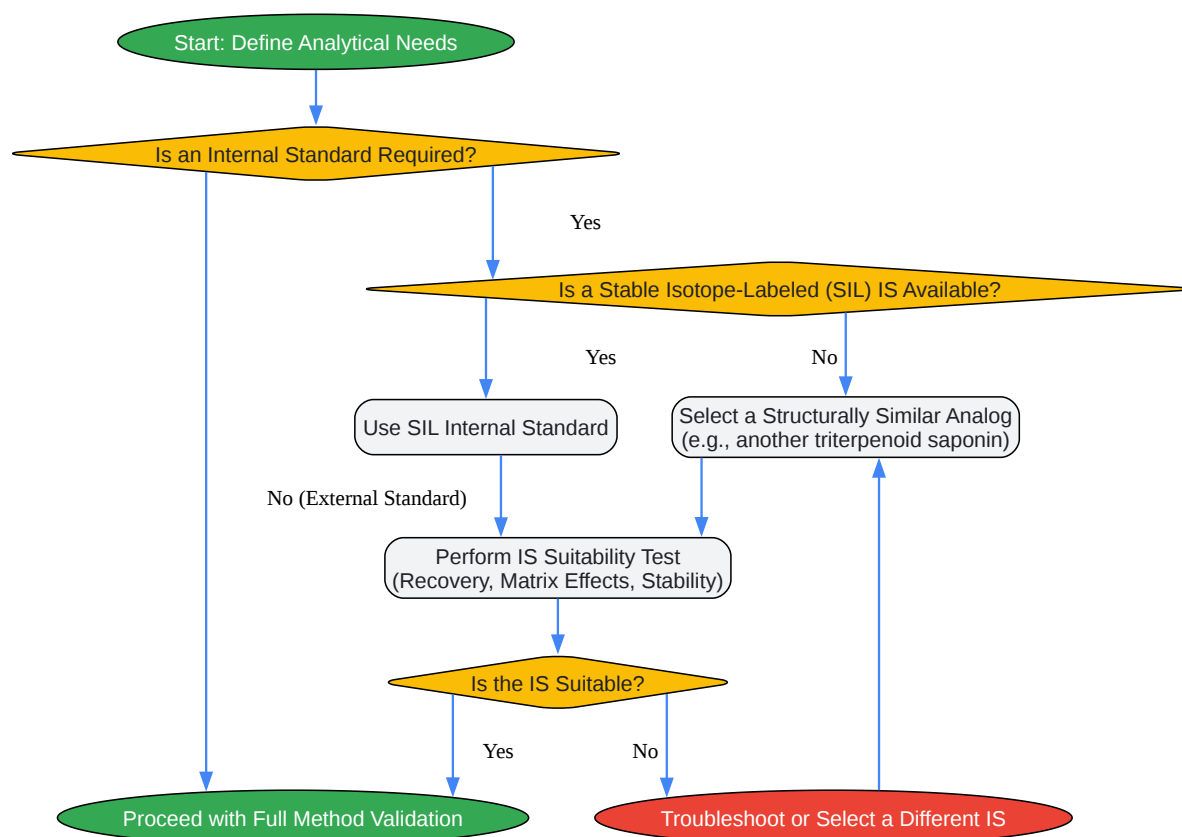 Start: Define Analytical Needs
Is an Internal Standard Required?
Yes
Is a Stable Isotope-Labeled (SIL) IS Available?
Yes
No
Use SIL Internal Standard
Select a Structurally Similar Analog
(e.g., another triterpenoid saponin)
No (External Standard)
Perform IS Suitability Test
(Recovery, Matrix Effects, Stability)
Is the IS Suitable?
Yes
No
Proceed with Full Method Validation
Troubleshoot or Select a Different IS